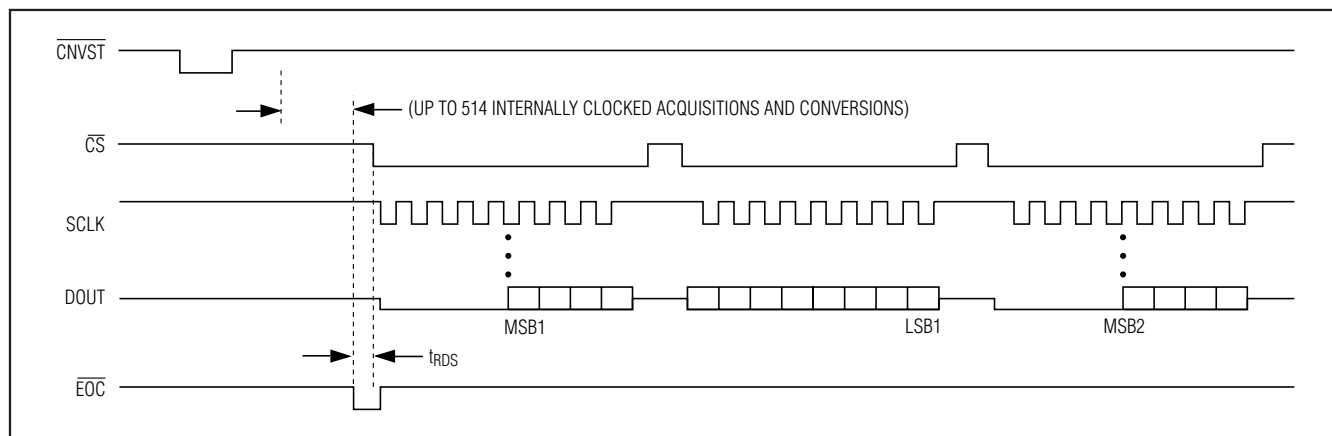 CNVST
(UP TO 514 INTERNALLY CLOCKED ACQUISITIONS AND CONVERSIONS)
CS
SCLK
DOUT
MSB1
LSB1
MSB2
tRDS
EOC